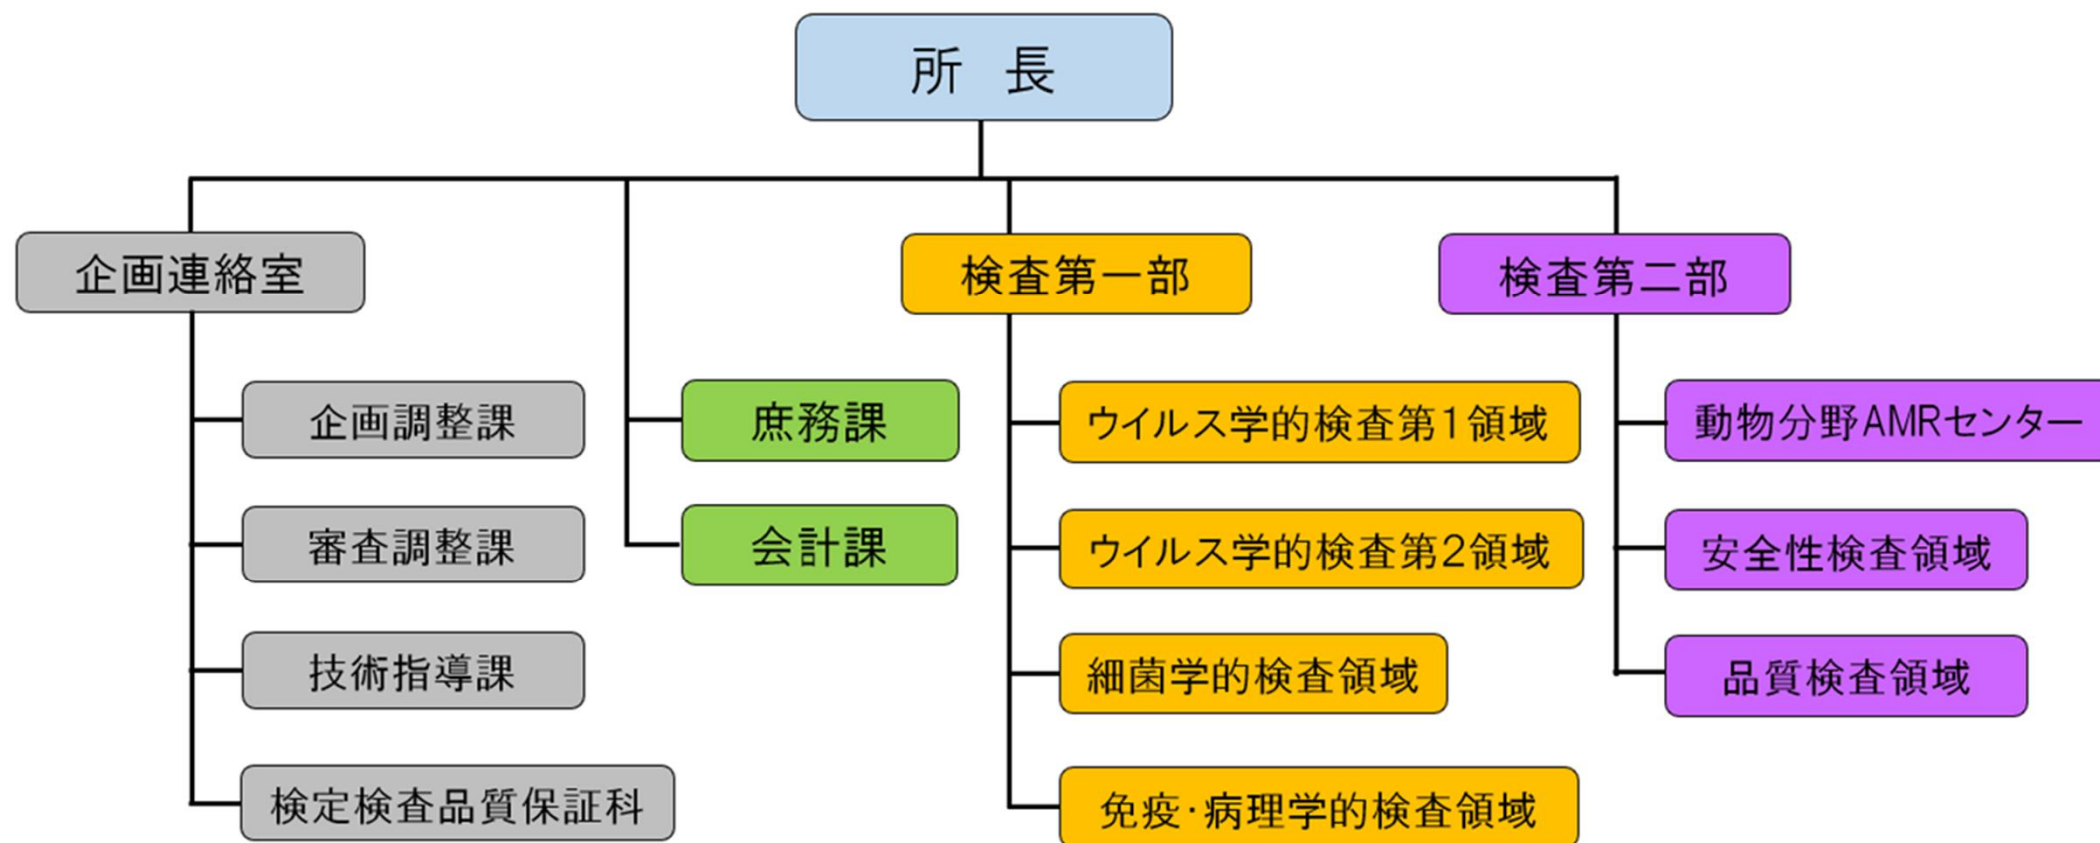 所 長
企画連絡室
企画調整課
審査調整課
技術指導課
検定検査品質保証科
庶務課
会計課
検査第一部
ウイルス学的検査第1領域
ウイルス学的検査第2領域
細菌学的検査領域
免疫・病理学的検査領域
検査第二部
動物分野AMRセンター
安全性検査領域
品質検査領域